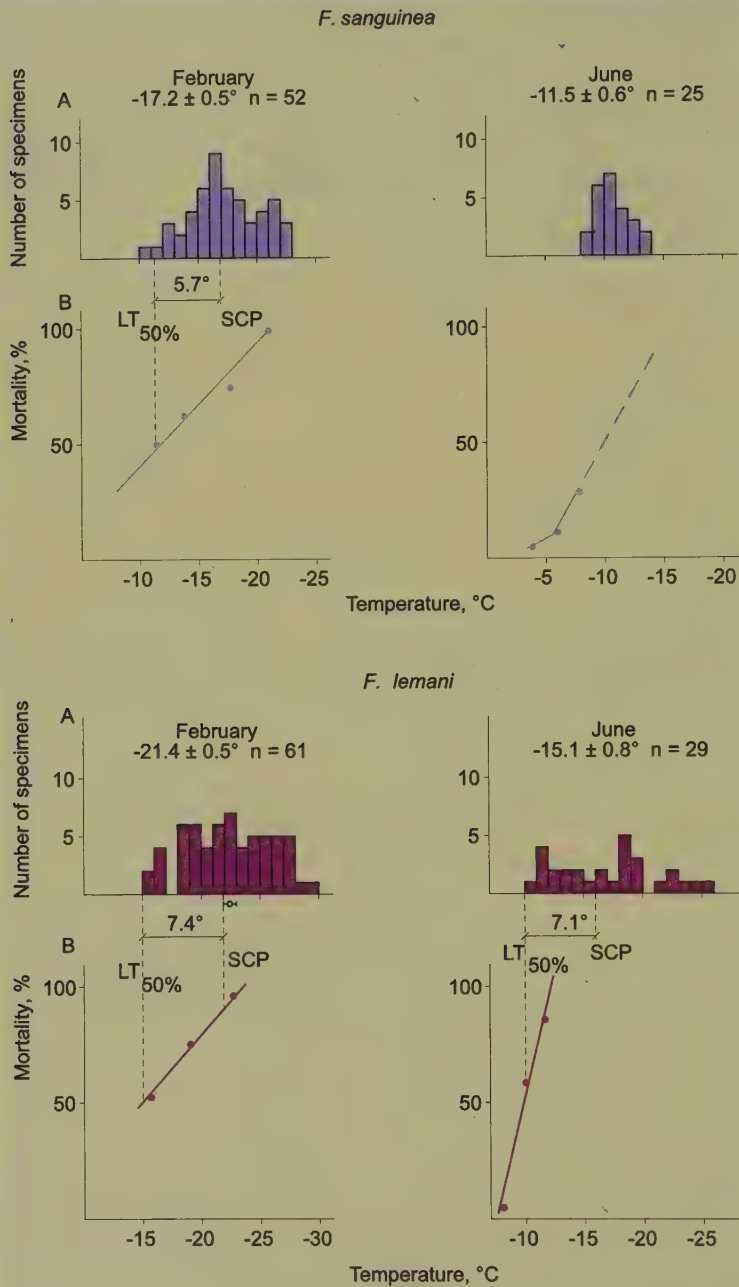 F. sanguinea
February
-17.2 ± 0.5° n = 52
June
-11.5 ± 0.6° n = 25
A
Number of specimens
10
5
10
5
5.7°
-5
-10
-15
-20
B
LT 50%
SCP
Mortality, %
100
50
100
50
-10
-15
-20
-25
-5
-10
-15
-20
Temperature, °C
F. lemani
A
February
-21.4 ± 0.5° n = 61
June
-15.1 ± 0.8° n = 29
Number of specimens
10
5
10
5
7.4°
7.1°
B
LT 50%
SCP
LT 50%
SCP
Mortality, %
100
50
100
50
-15
-20
-25
-30
-10
-15
-20
-25
Temperature, °C